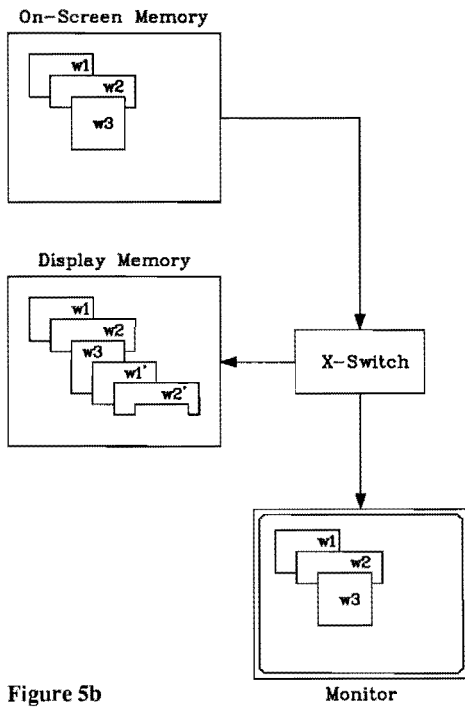 On-Screen Memory
w1
w2
w3
Display Memory
w1
w2
w3
w1'
w2'
X-Switch
w1
w2
w3
Figure 5b
Monitor